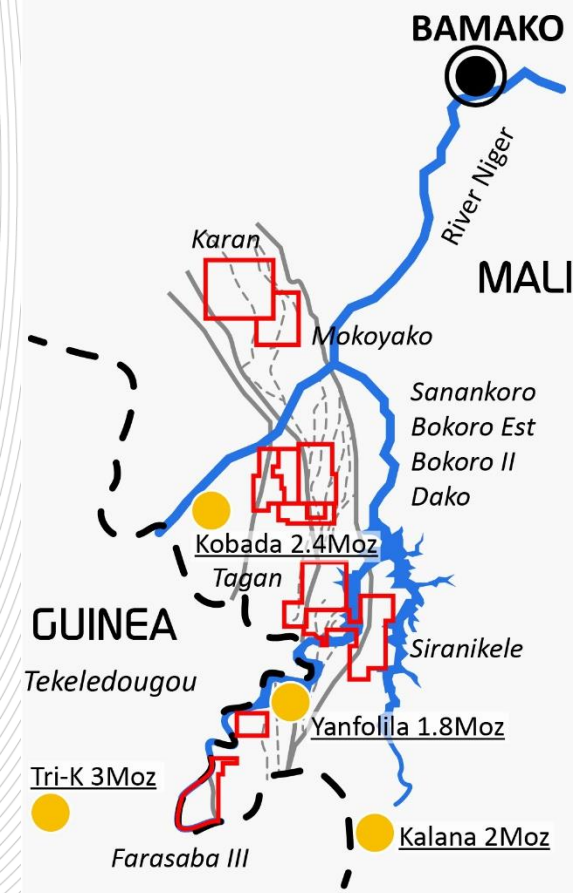 BAMAKO
River Niger
MALI
Karan
Mokoyako
Sanankoro
Bokoro Est
Bokoro II
Dako
Kobada 2.4Moz
Tagan
GUINEA
Siranikele
Tekeledougou
Yanfolila 1.8Moz
Tri-K 3Moz
Kalana 2Moz
Farasaba III